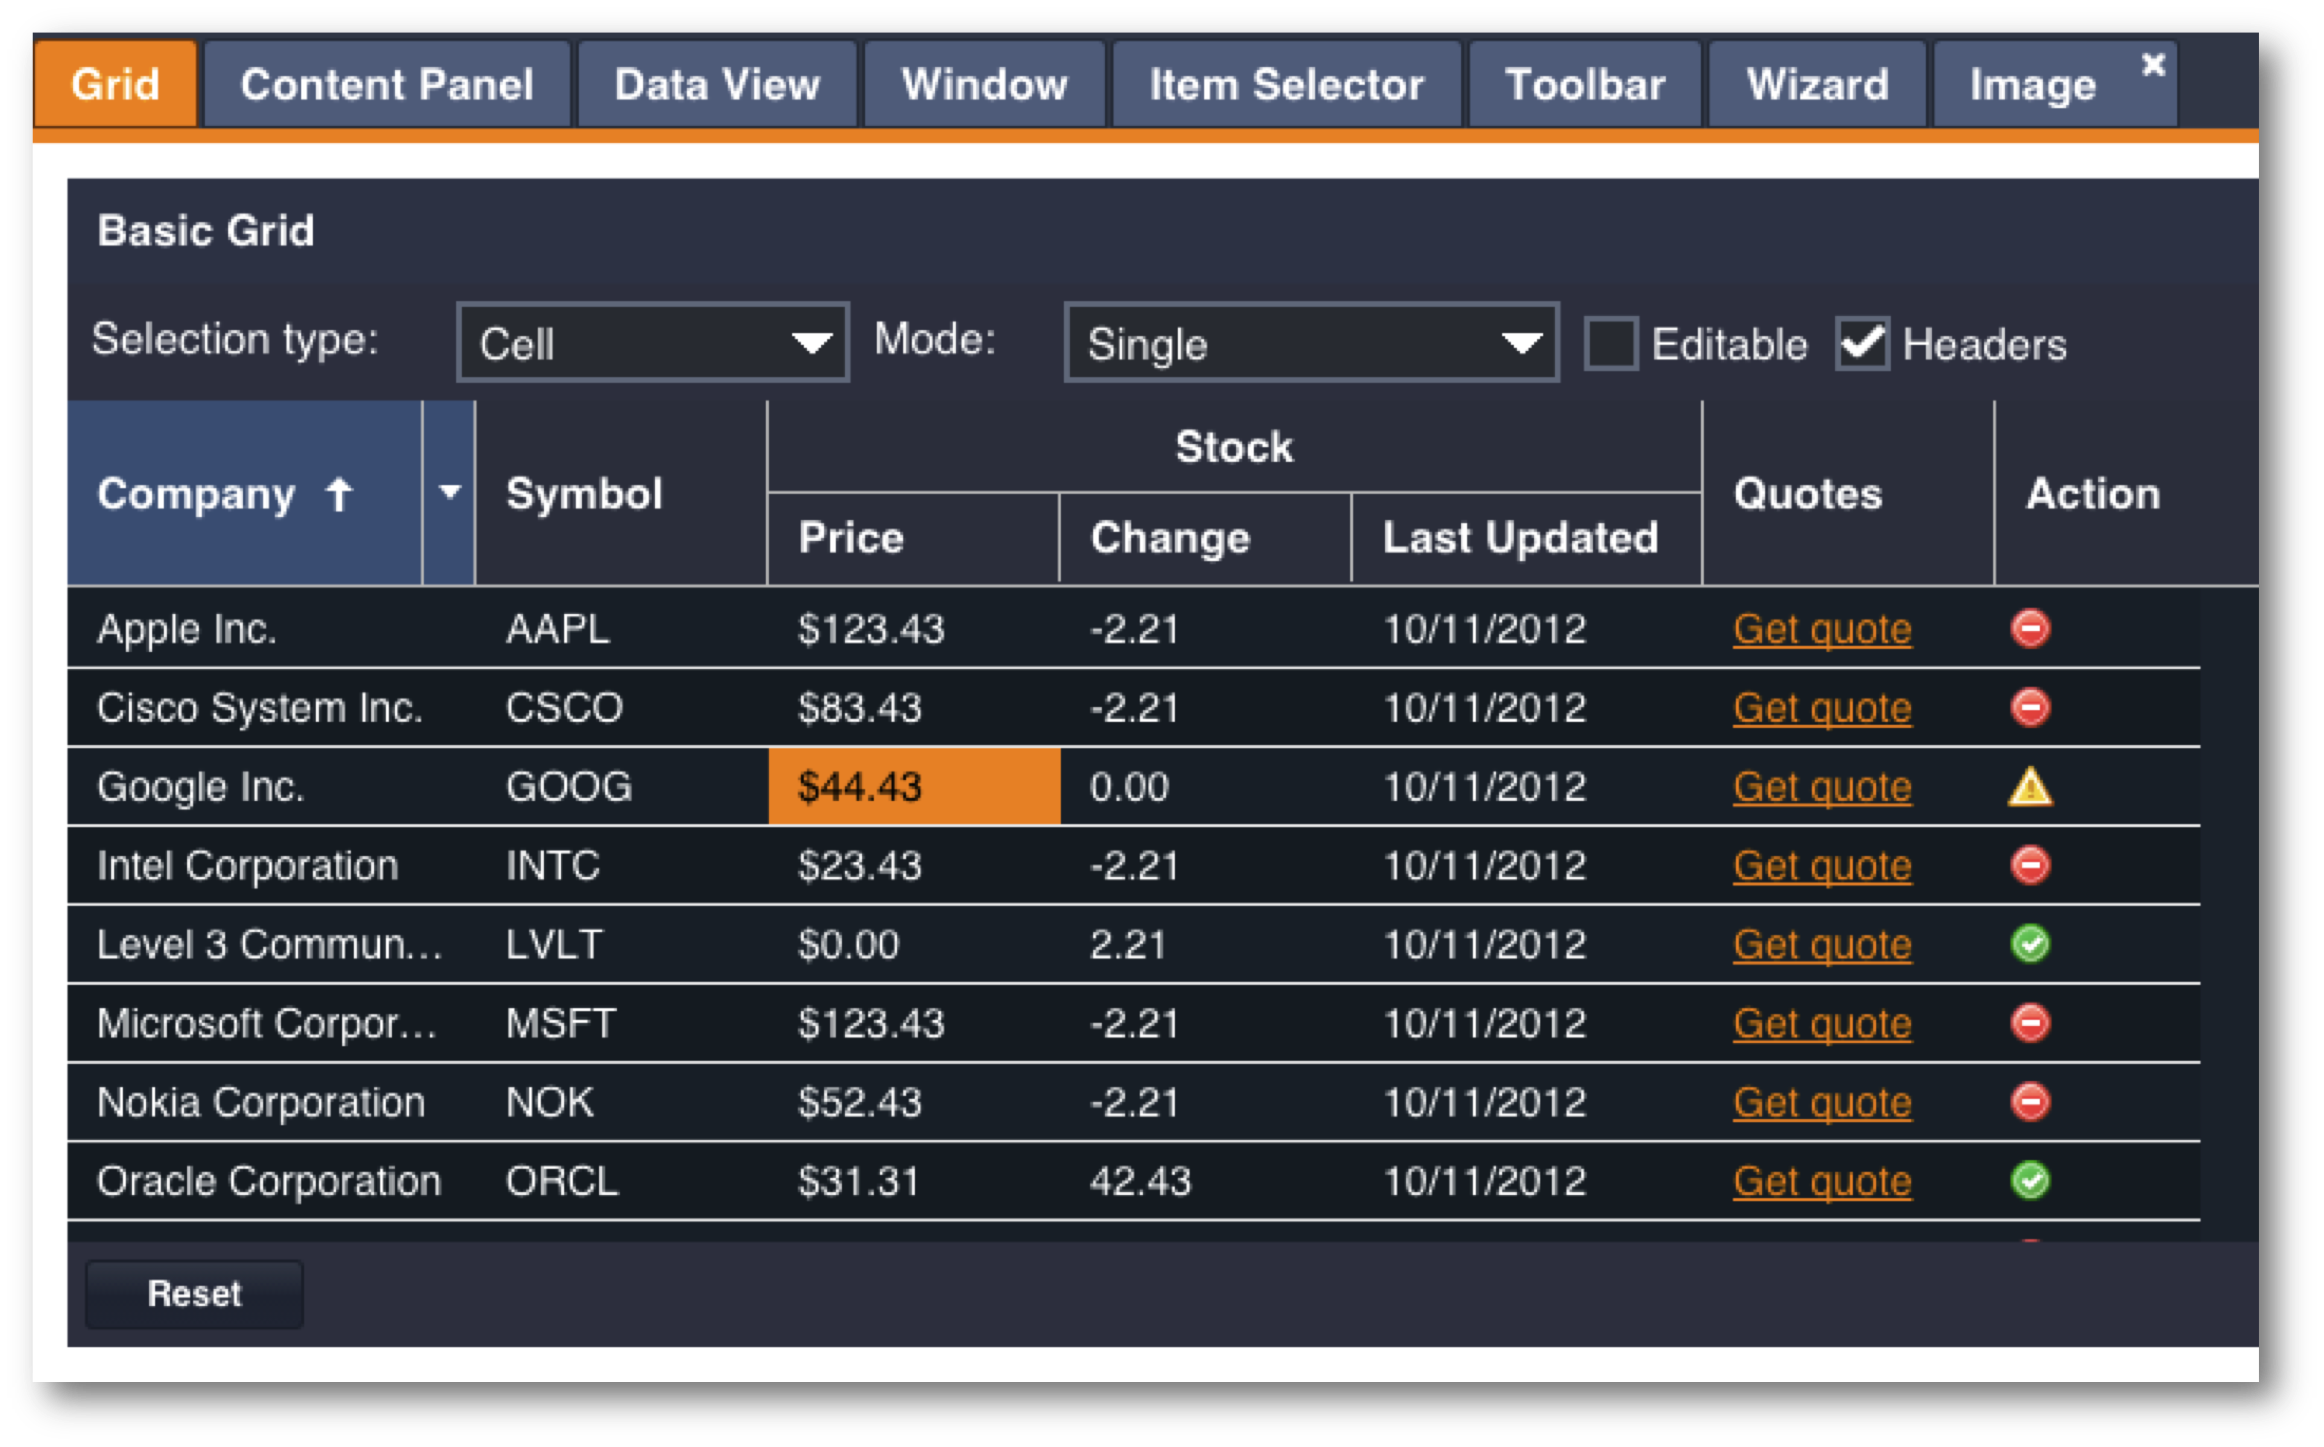 Grid Content Panel Data View Window Item Selector Toolbar Wizard Image
Basic Grid
Selection type: Cell Mode: Single Editable Headers
Stock
Company Symbol Quotes Action
Price Change Last Updated
Apple Inc. AAPL $123.43 -2.21 10/11/2012 Get quote
Cisco System Inc. CSCO $83.43 -2.21 10/11/2012 Get quote
Google Inc. GOOG $44.43 0.00 10/11/2012 Get quote
Intel Corporation INTC $23.43 -2.21 10/11/2012 Get quote
Level 3 Commun... LVLT $0.00 2.21 10/11/2012 Get quote
Microsoft Corpor... MSFT $123.43 -2.21 10/11/2012 Get quote
Nokia Corporation NOK $52.43 -2.21 10/11/2012 Get quote
Oracle Corporation ORCL $31.31 42.43 10/11/2012 Get quote
Reset